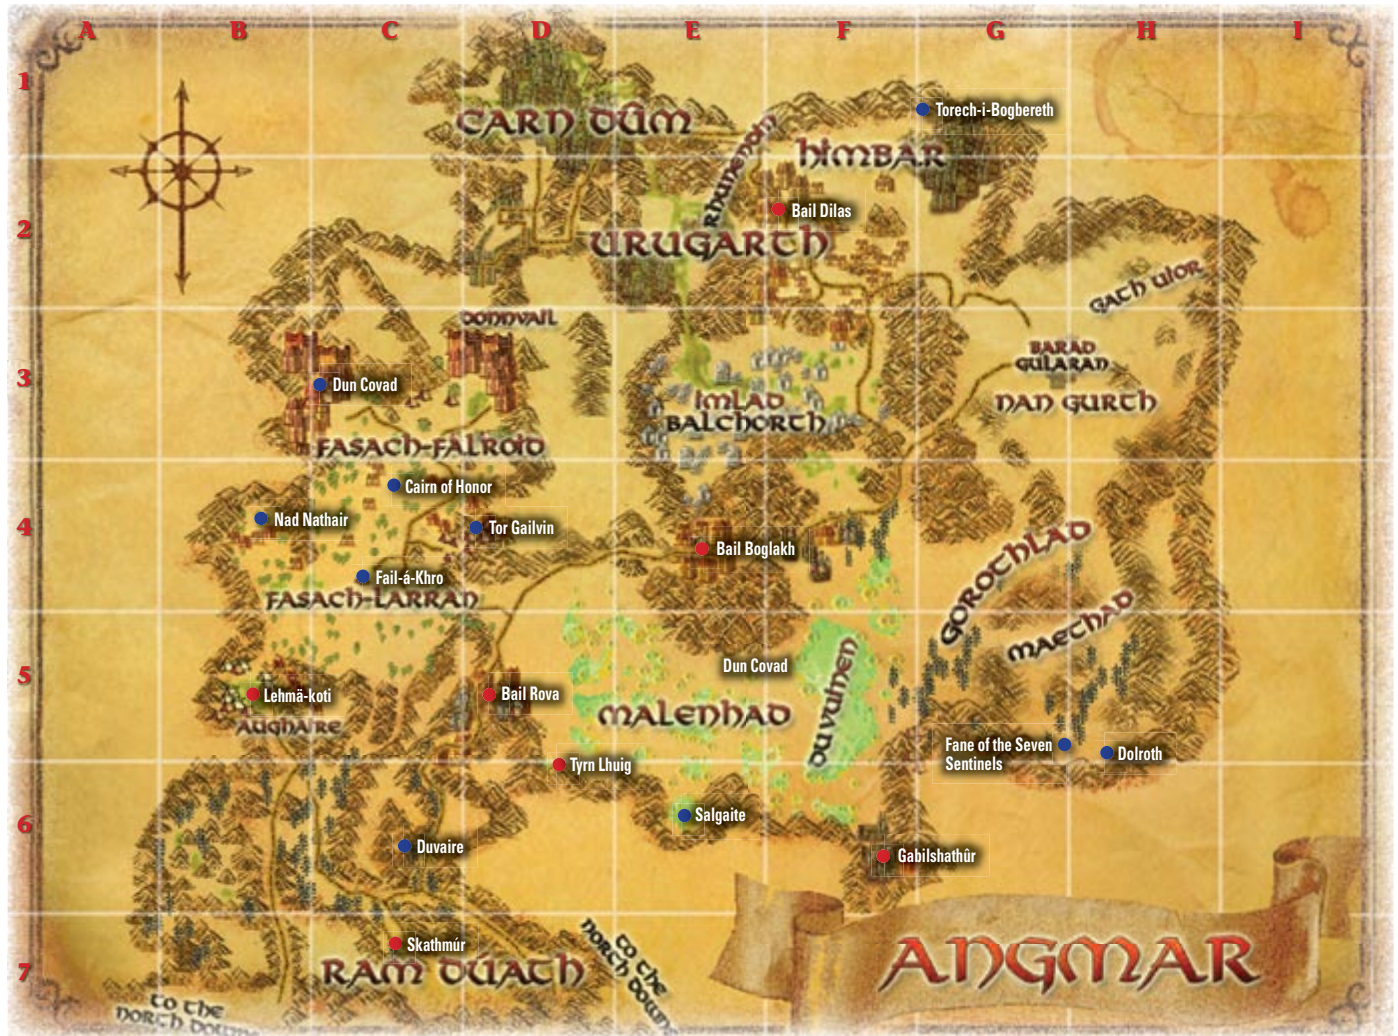 A B C D E F G H I
1
CARN DÛM
Torech-i-Bogbereth
RHUNENDIN
HIMBAR
2
Bail Dilas
URUGARTH
GATH UIOR
DONNVAIL
BARAD
GULARAN
3
Dun Covad
IMLAD
BALCHORTH
NAN GURTH
FASACH-FALROID
Cairn of Honor
4
Nad Nathair
Tor Gailvin
Bail Boglakh
Fail-á-Khro
FASACH-LARRAN
GOROTHLAD
MAETHAD
5
Dun Covad
Lehmä-koti
Bail Rova
AUGHAIRE
MALENHAD
DUVUINEN
Fane of the Seven
Sentinels
Dolroth
Tyrn Lhuig
6
Salgaite
Duvaire
Gabilshathûr
Skathmúr
7
RAM DÚATH
TO THE
NORTH DOWNS
TO THE
NORTH DOWNS
ANGMAR